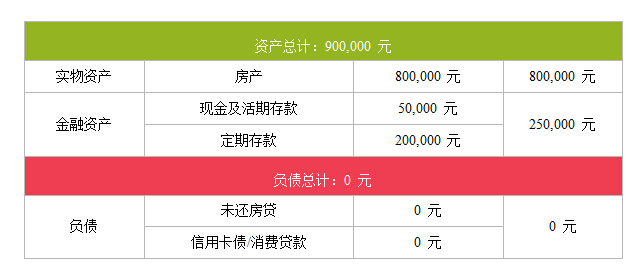 资产总计：900,000 元
实物资产 房产 800,000 元 800,000 元
金融资产 现金及活期存款 50,000 元 250,000 元
定期存款 200,000 元
负债总计：0 元
负债 未还房贷 0 元 0 元
信用卡债/消费贷款 0 元